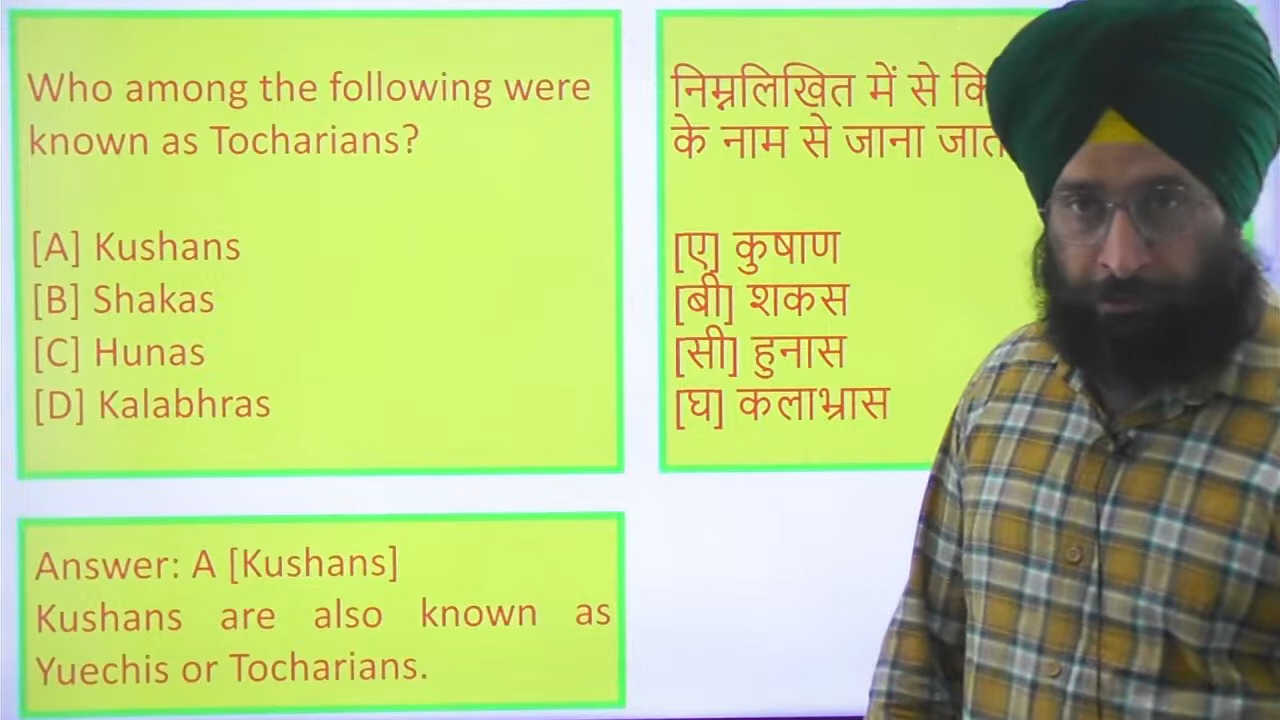 Who among the following were
known as Tocharians?
[A] Kushans
[B] Shakas
[C] Hunas
[D] Kalabhras
निम्नलिखित में से
के नाम से जाना
[ए] कुषाण
[बी] शकस
[सी] हुनास
[घ] कलाभ्रास
Answer: A [Kushans]
Kushans are also known as
Yuechis or Tocharians.